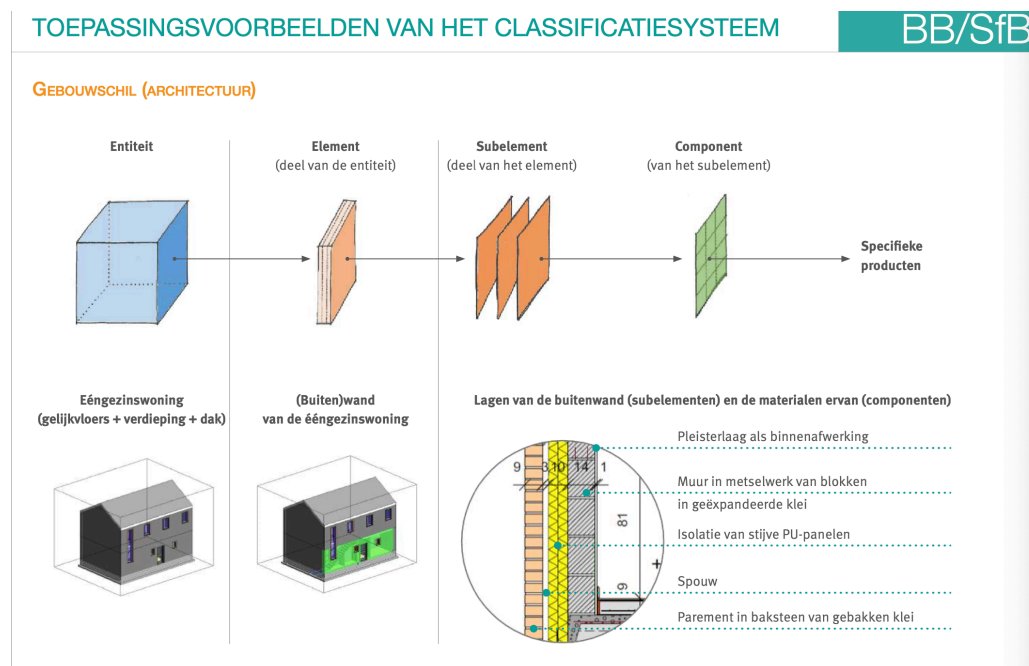 TOEPASSINGSVOORBEELDEN VAN HET CLASSIFICATIESYSTEEM
BB/SfB
GEBOUWSCHIL (ARCHITECTUUR)
Entiteit
Element
(deel van de entiteit)
Subelement
(deel van het element)
Component
(van het subelement)
Specifieke
producten
Eéngezinswoning
(gelijkvloers + verdieping + dak)
(Buiten)wand
van de ééngezinswoning
Lagen van de buitenwand (subelementen) en de materialen ervan (componenten)
Pleisterlaag als binnenafwerking
9 3 10 14 1
Muur in metselwerk van blokken
in geëxpandeerde klei
81
Isolatie van stijve PU-panelen
+
Spouw
9
Parement in baksteen van gebakken klei